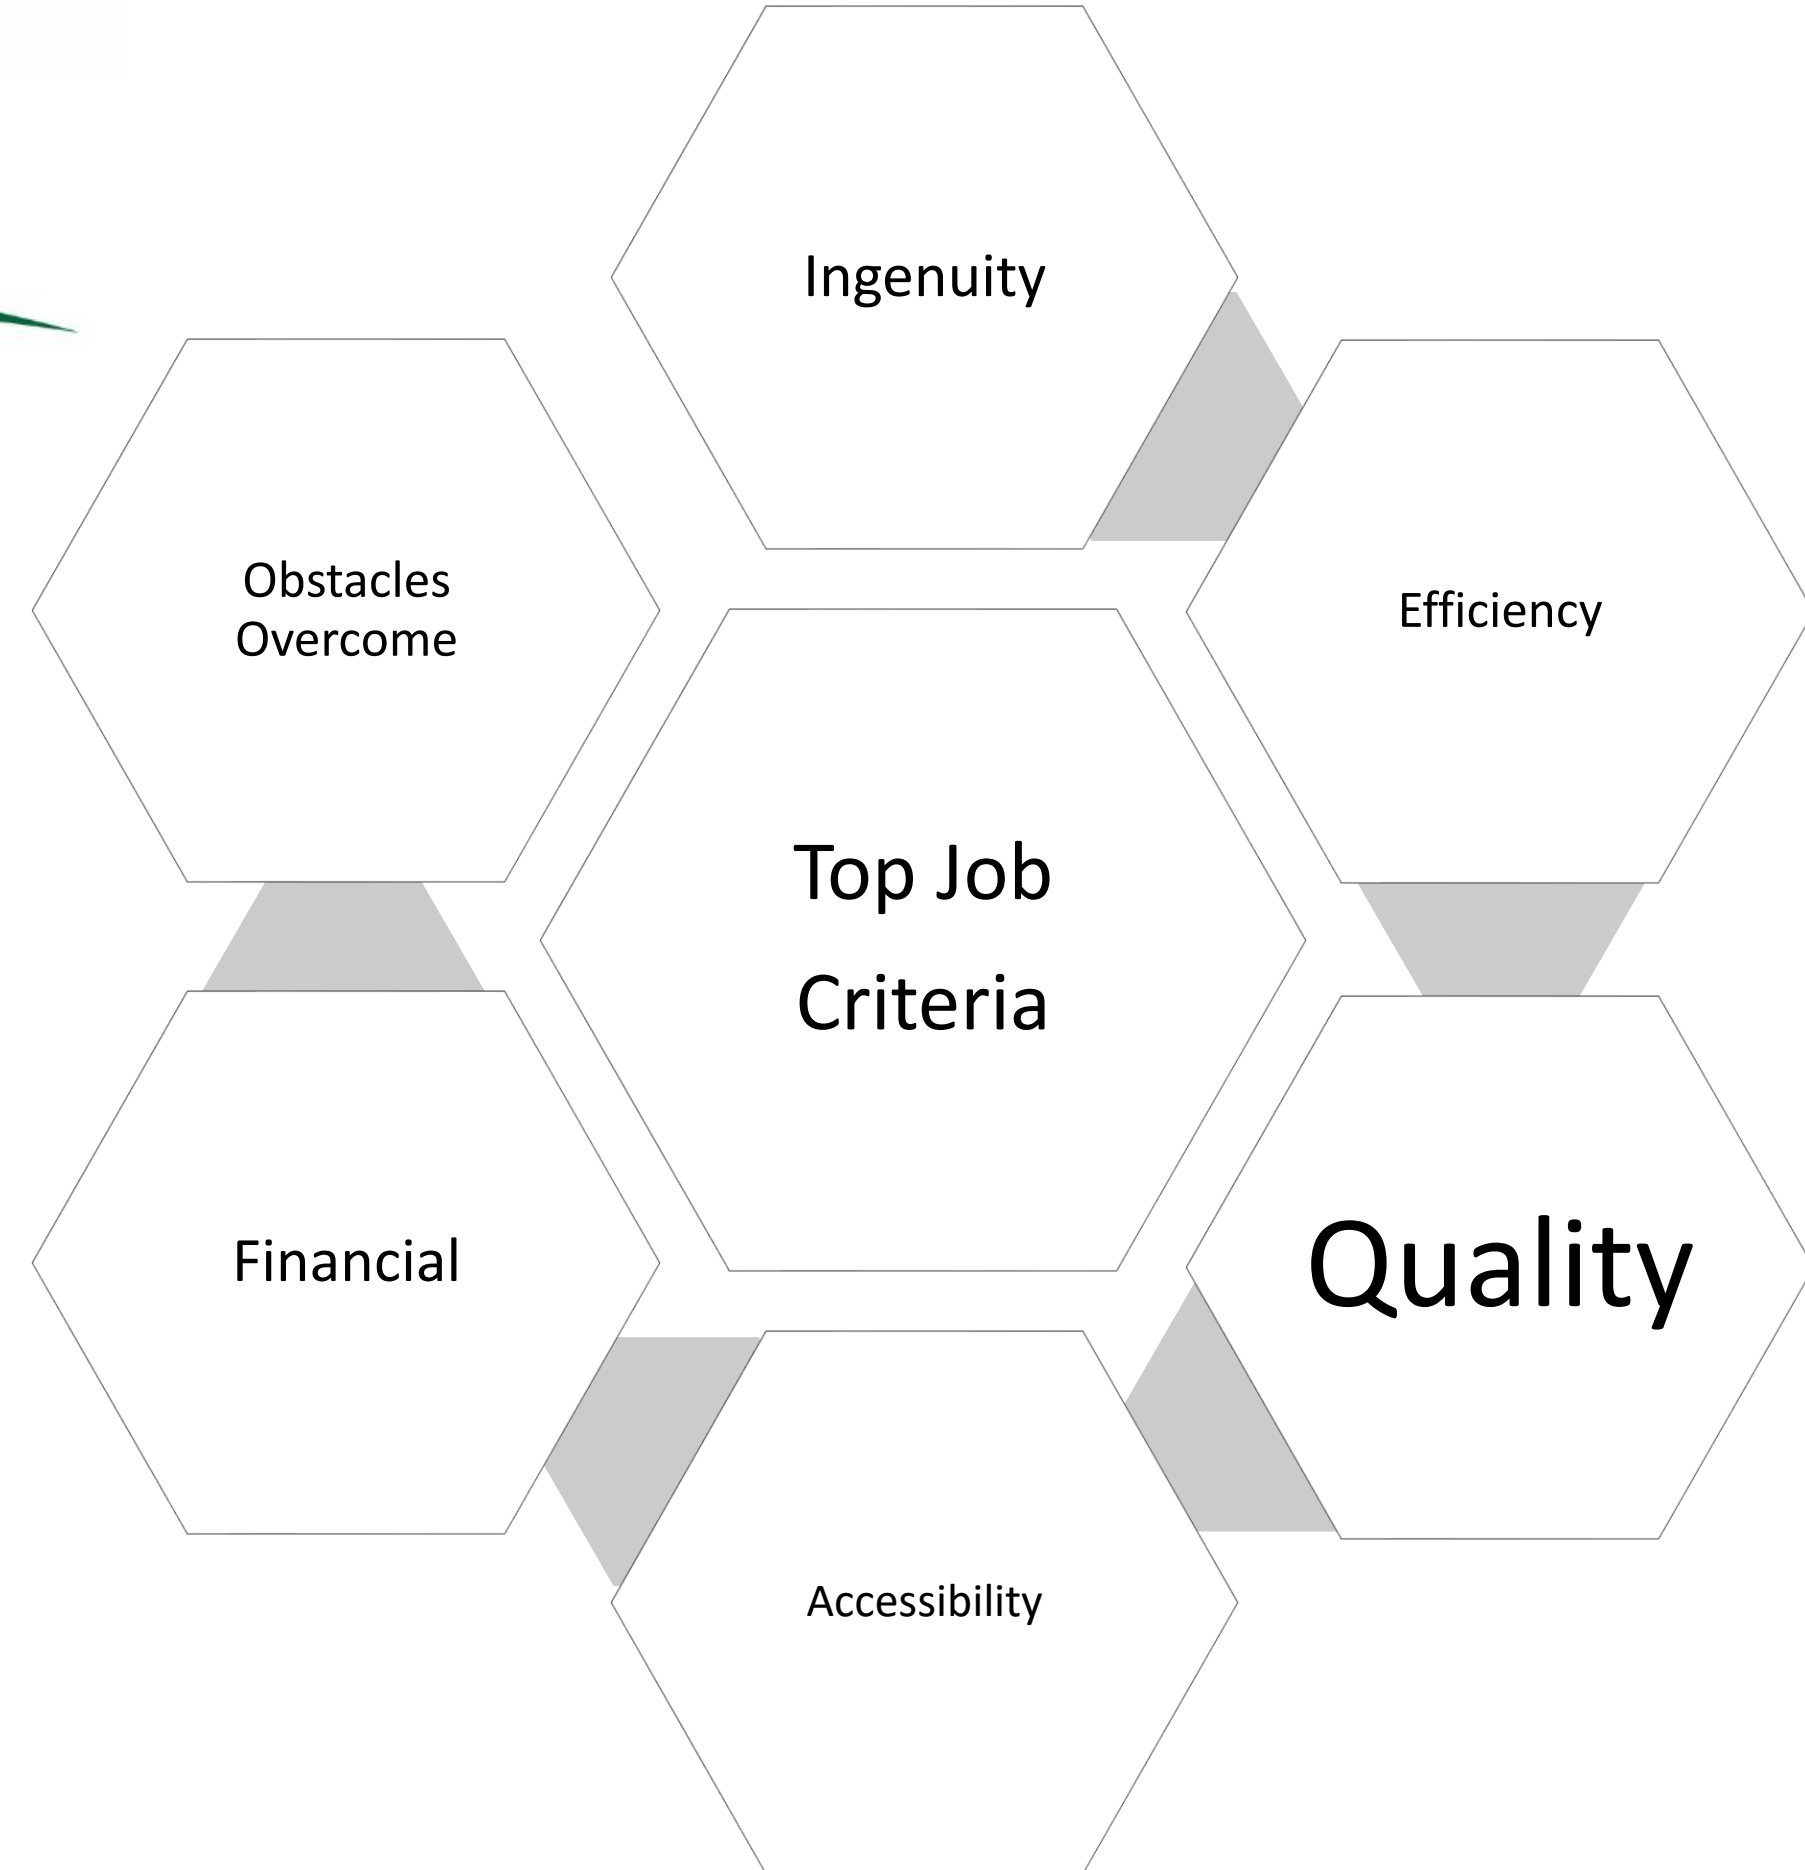 Ingenuity
Efficiency
Obstacles
Overcome
Top Job
Criteria
Quality
Financial
Accessibility